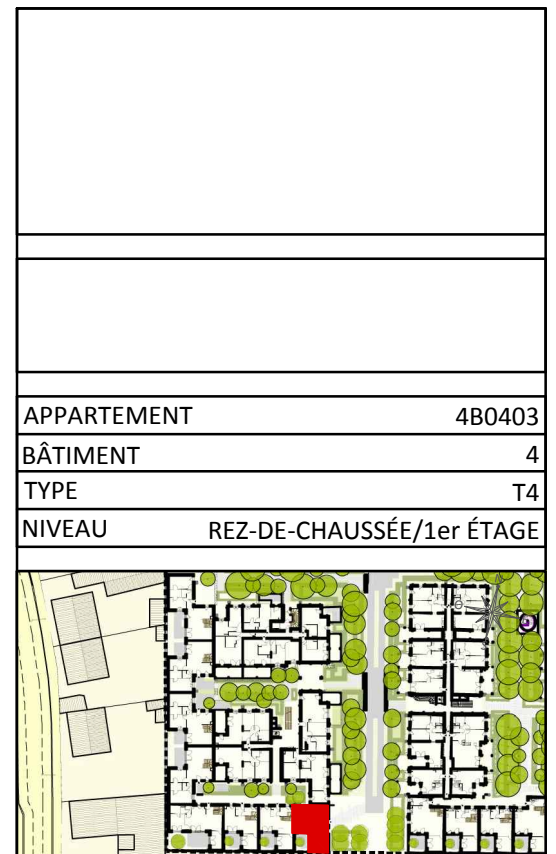 APPARTEMENT 4B0403
BÂTIMENT 4
TYPE T4
NIVEAU REZ-DE-CHAUSSÉE/1er ÉTAGE